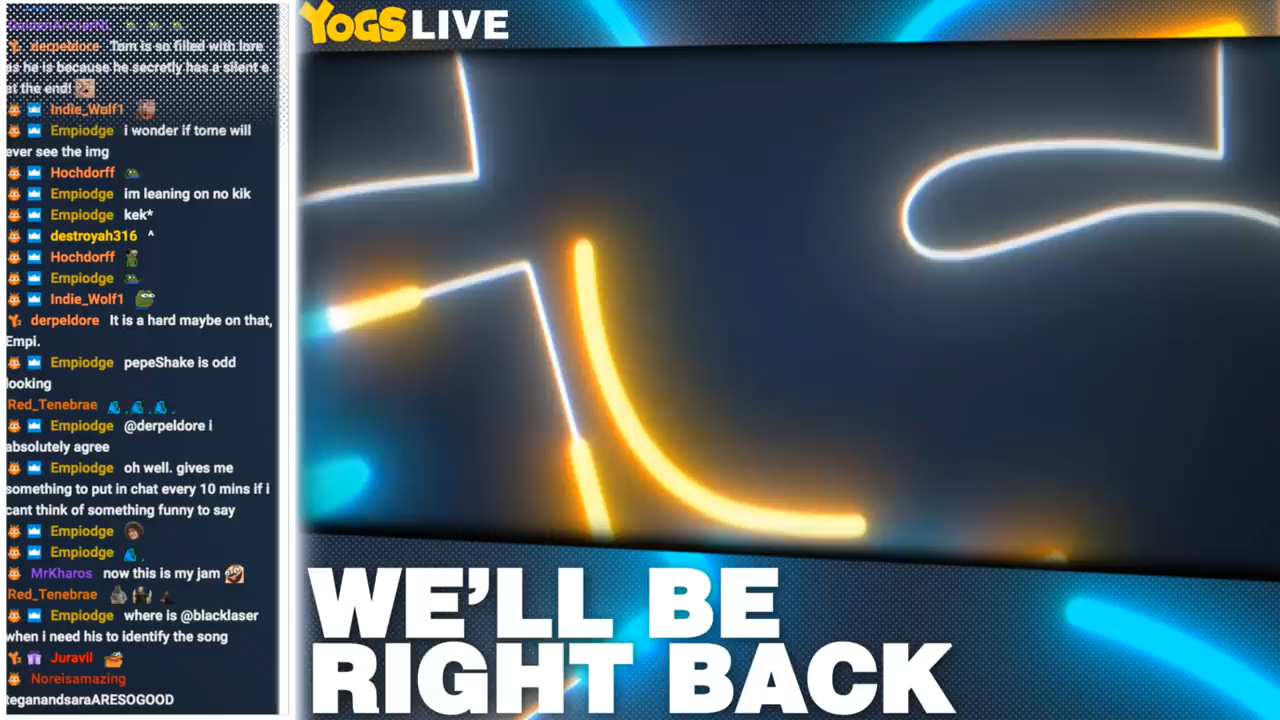 YOGS LIVE
derpeldore Tom is so filled with lore
as he is because he secretly has a silent e
at the end!
Indie_Wolf1
Empiodge i wonder if tome will
ever see the img
Hochdorff
Empiodge im leaning on no kik
Empiodge kek*
destroyah316 ^
Hochdorff
Empiodge
Indie_Wolf1
derpeldore It is a hard maybe on that,
Empi.
Empiodge pepeShake is odd
looking
Red_Tenebrae
Empiodge @derpeldore i
absolutely agree
Empiodge oh well. gives me
something to put in chat every 10 mins if i
cant think of something funny to say
Empiodge
Empiodge
MrKharos now this is my jam
Red_Tenebrae
Empiodge where is @blacklaser
when i need his to identify the song
Juravil
Noreisamazing
teganandsaraARESOGOOD
WE'LL BE
RIGHT BACK